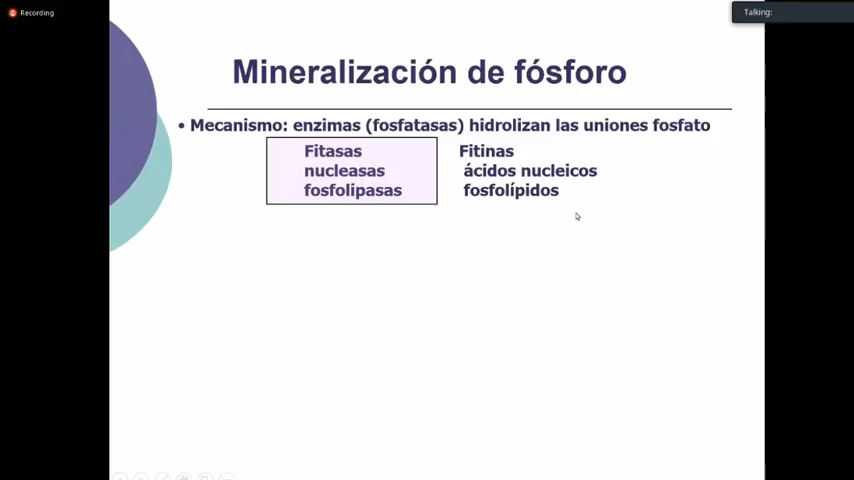 Recording
Talking:
Mineralización de fósforo
• Mecanismo: enzimas (fosfatasas) hidrolizan las uniones fosfato
Fitasas Fitinas
nucleasas ácidos nucleicos
fosfolipasas fosfolípidos